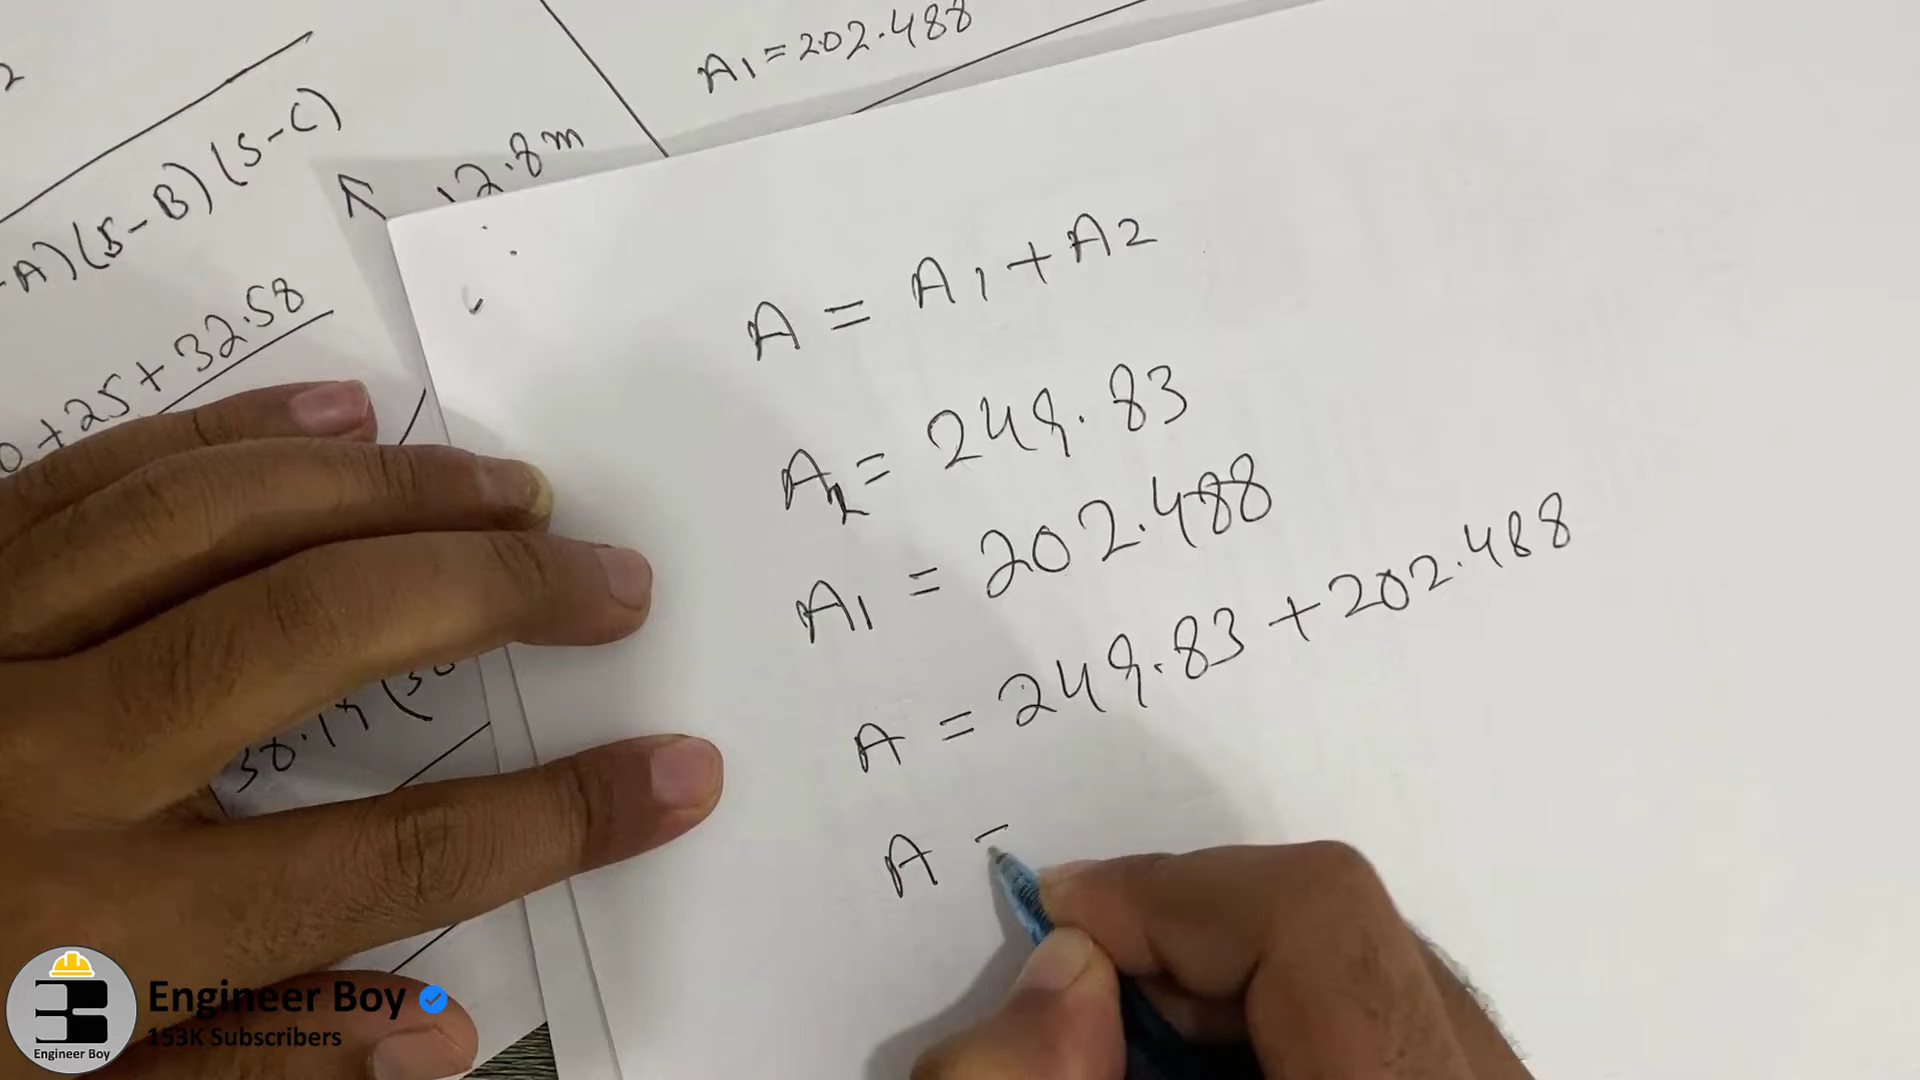 2
-A)(S-B)(S-C)
+25+32.58
A1=202.488
12.8m
A = A1+A2
A2= 249.83
A1 = 202.488
A = 249.83+202.488
A =
Engineer Boy
153K Subscribers
Engineer Boy